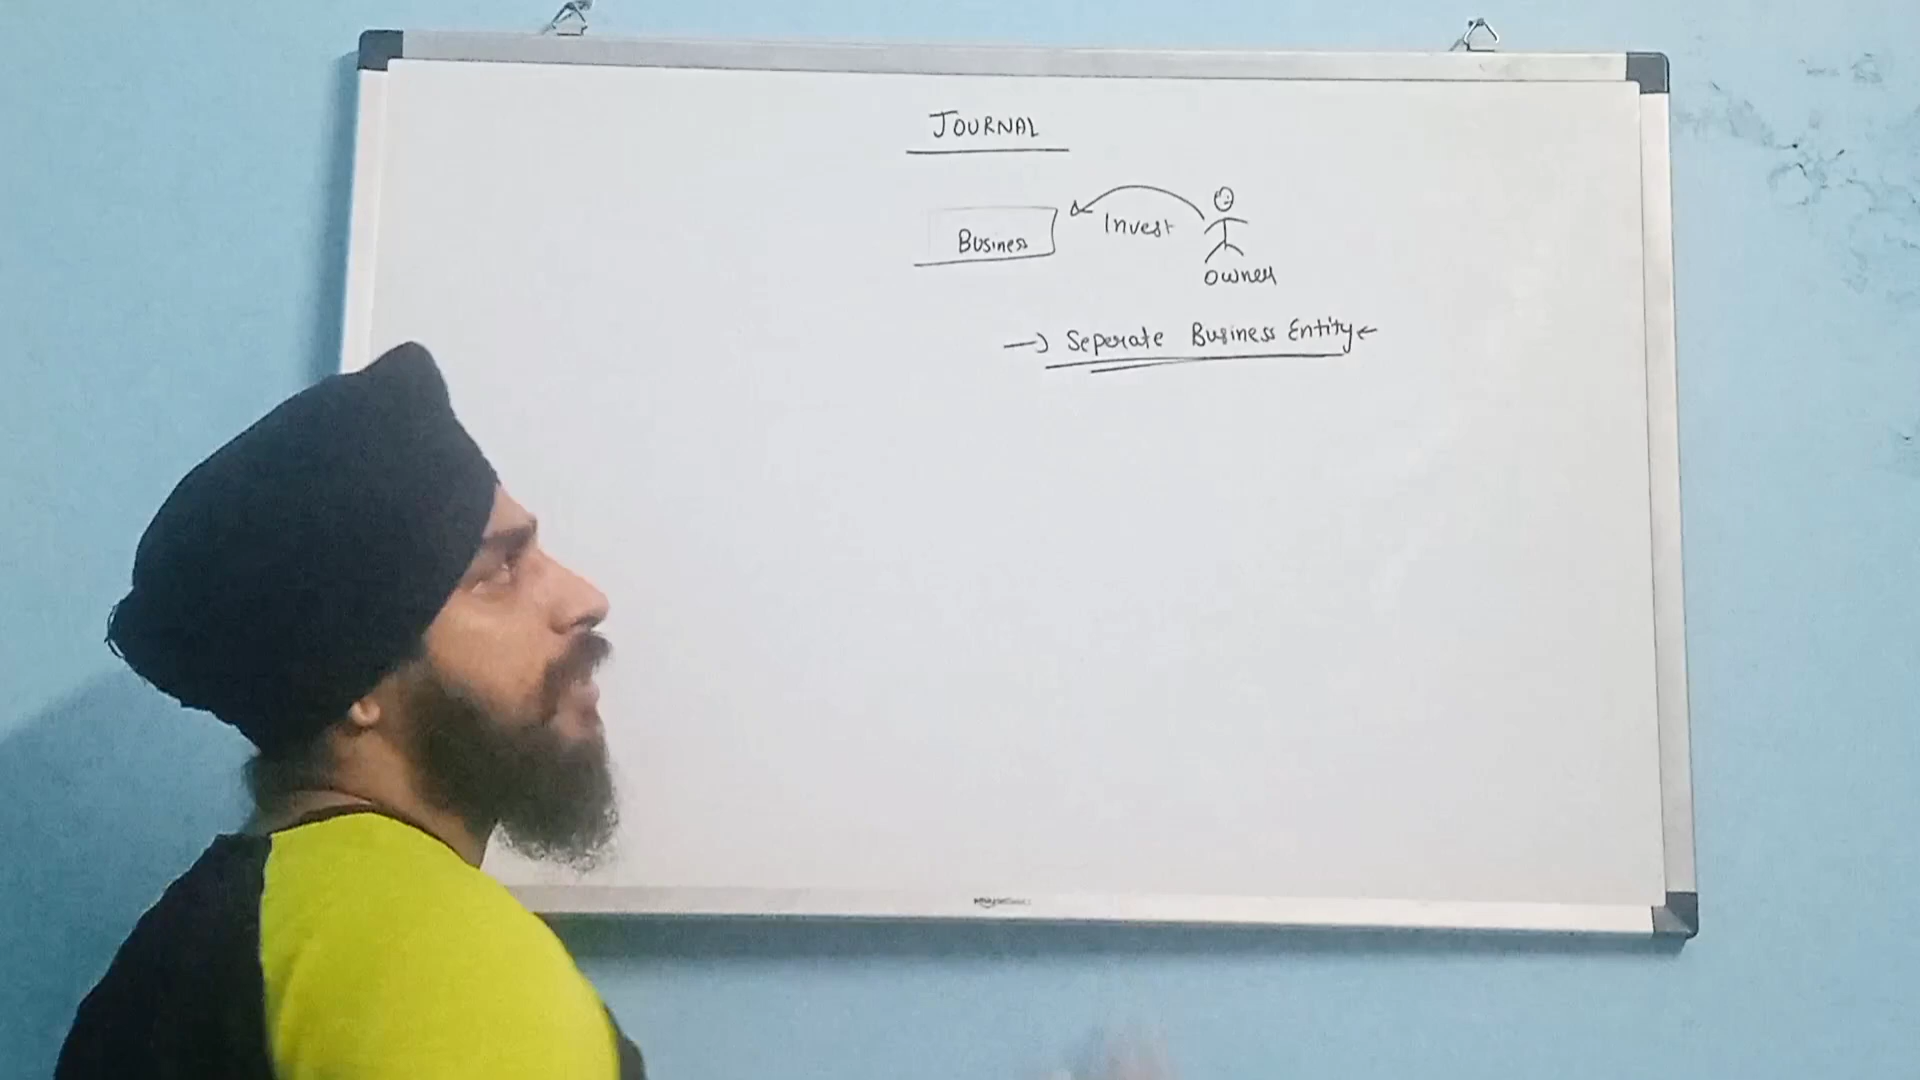 JOURNAL
Business
Invest
Owner
→ Seperate Business Entity ←